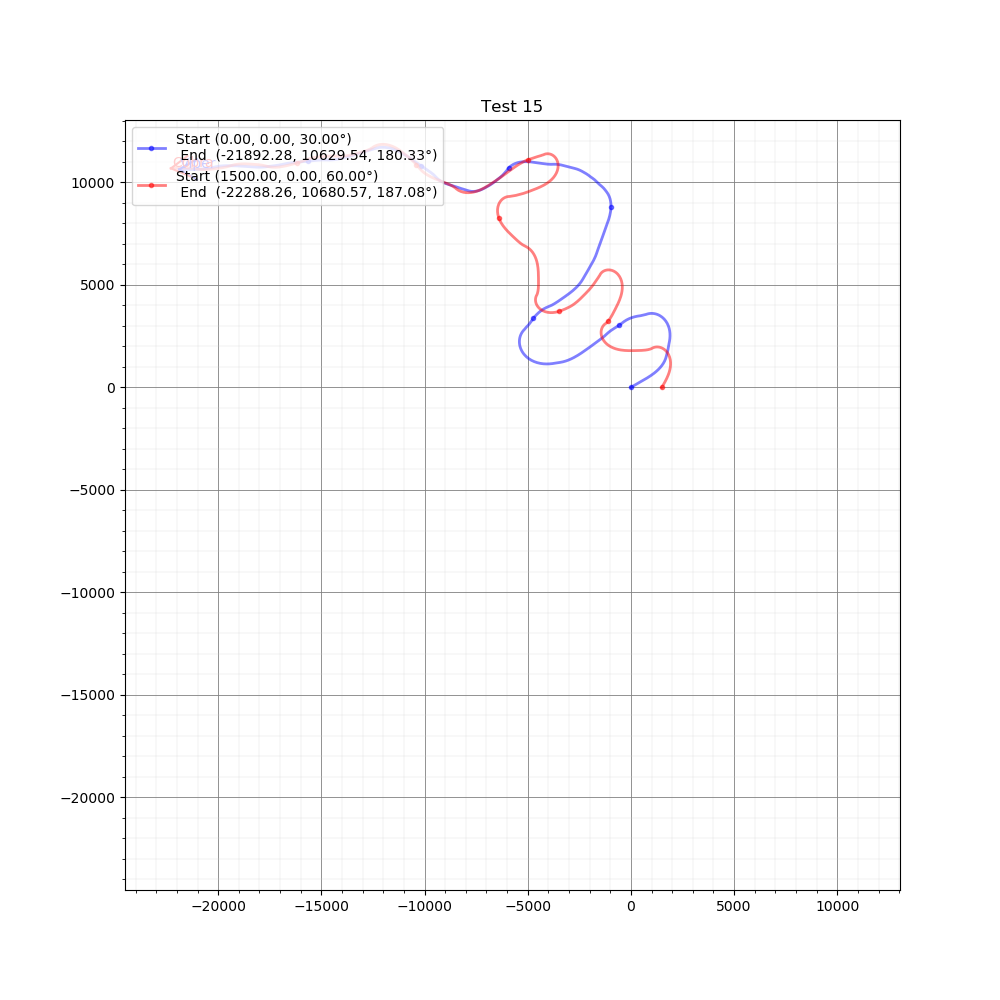 Test 15
Start (0.00, 0.00, 30.00°)
End (-21892.28, 10629.54, 180.33°)
Start (1500.00, 0.00, 60.00°)
End (-22288.26, 10680.57, 187.08°)
10000
5000
0
−5000
−10000
−15000
−20000
−20000 −15000 −10000 −5000 0 5000 10000